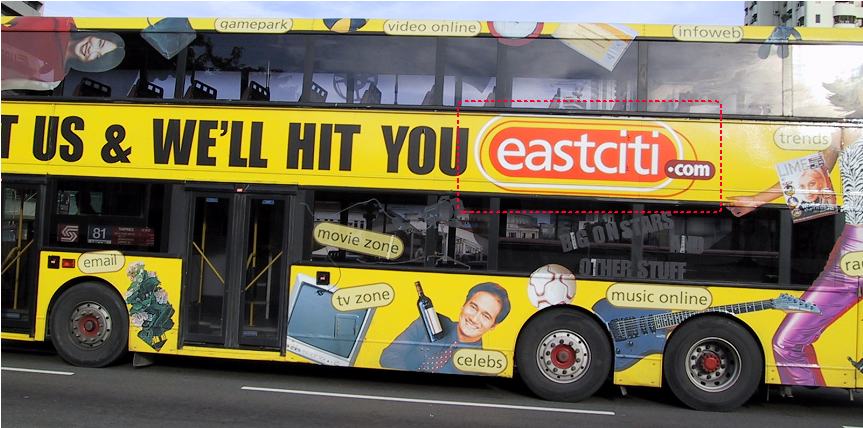 gamepark
video online
infoweb
T US & WE'LL HIT YOU
eastciti.com
trends
movie zone
81
BIG ON STARS
AND
OTHER STUFF
email
tv zone
celebs
music online